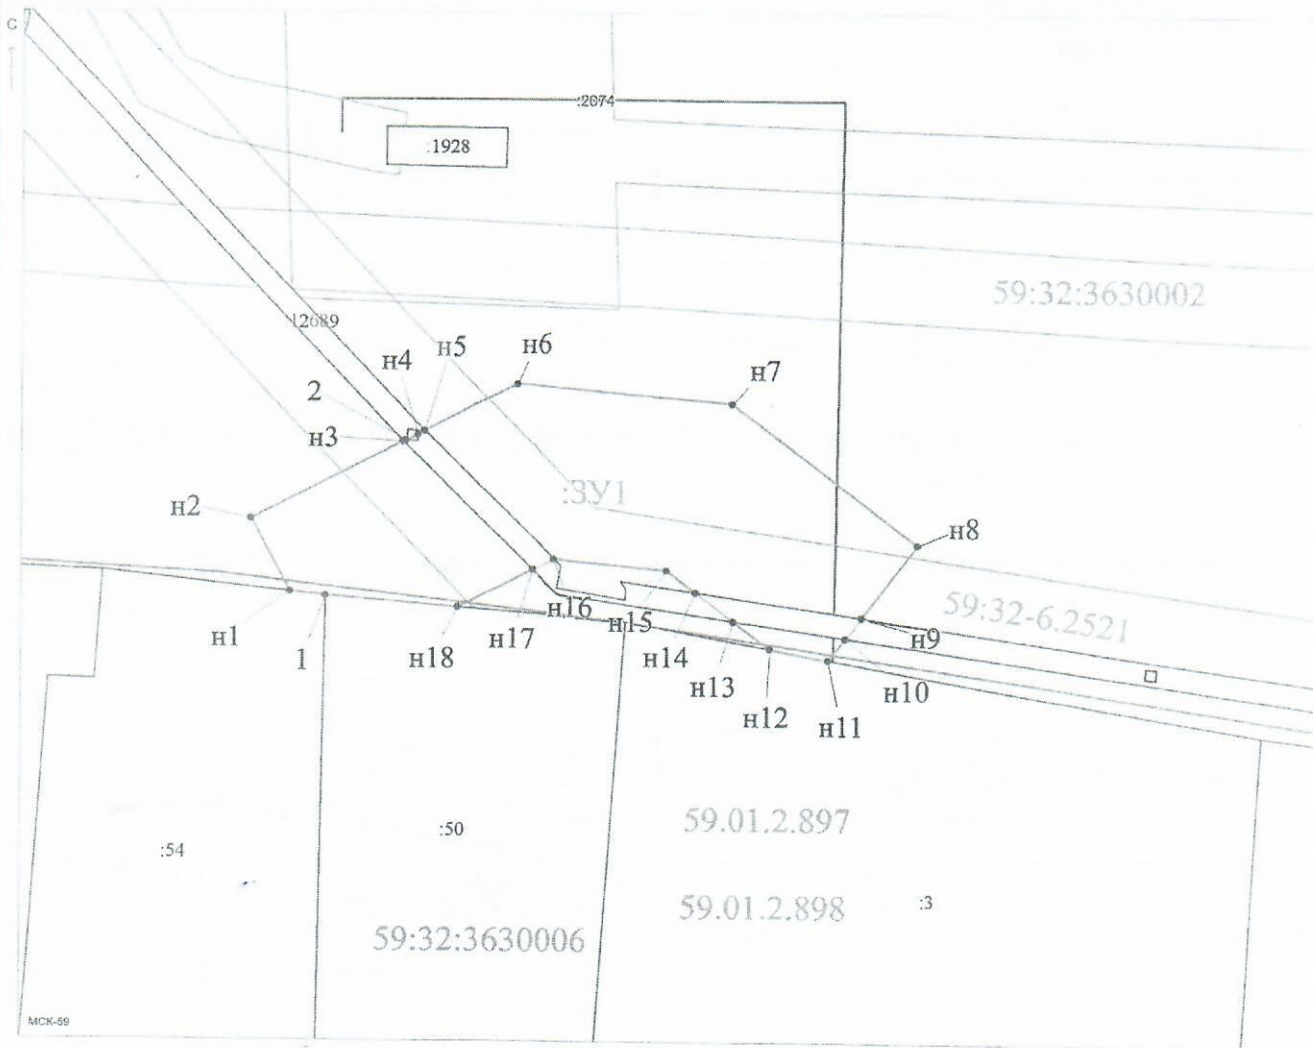 С
:2074
:1928
59:32:3630002
:12689
н4
н5
н6
н7
2
н3
н2
:ЗУ1
н8
59:32-6.2521
н1
1
н18
н17
н16
н15
н14
н13
н12
н11
н10
н9
59.01.2.897
:50
:54
59.01.2.898
:3
59:32:3630006
МСК-59